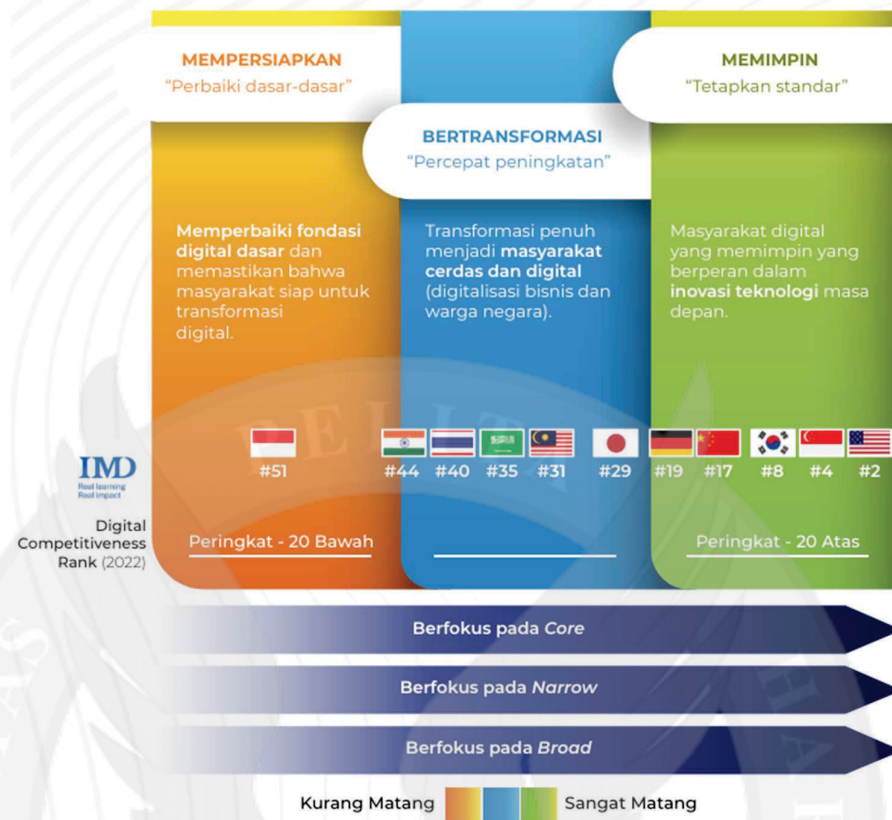 MEMPERSIAPKAN
“Perbaiki dasar-dasar”
BERTRANSFORMASI
“Percepat peningkatan”
MEMIMPIN
“Tetapkan standar”
Memperbaiki fondasi
digital dasar dan
memastikan bahwa
masyarakat siap untuk
transformasi
digital.
Transformasi penuh
menjadi masyarakat
cerdas dan digital
(digitalisasi bisnis dan
warga negara).
Masyarakat digital
yang memimpin yang
berperan dalam
inovasi teknologi masa
depan.
PELITA
IMD
Real learning
Real impact
#51 #44 #40 #35 #31 #29 #19 #17 #8 #4 #2
Digital
Competitiveness
Rank (2022)
Peringkat - 20 Bawah
Peringkat - 20 Atas
Berfokus pada Core
Berfokus pada Narrow
Berfokus pada Broad
Kurang Matang
Sangat Matang